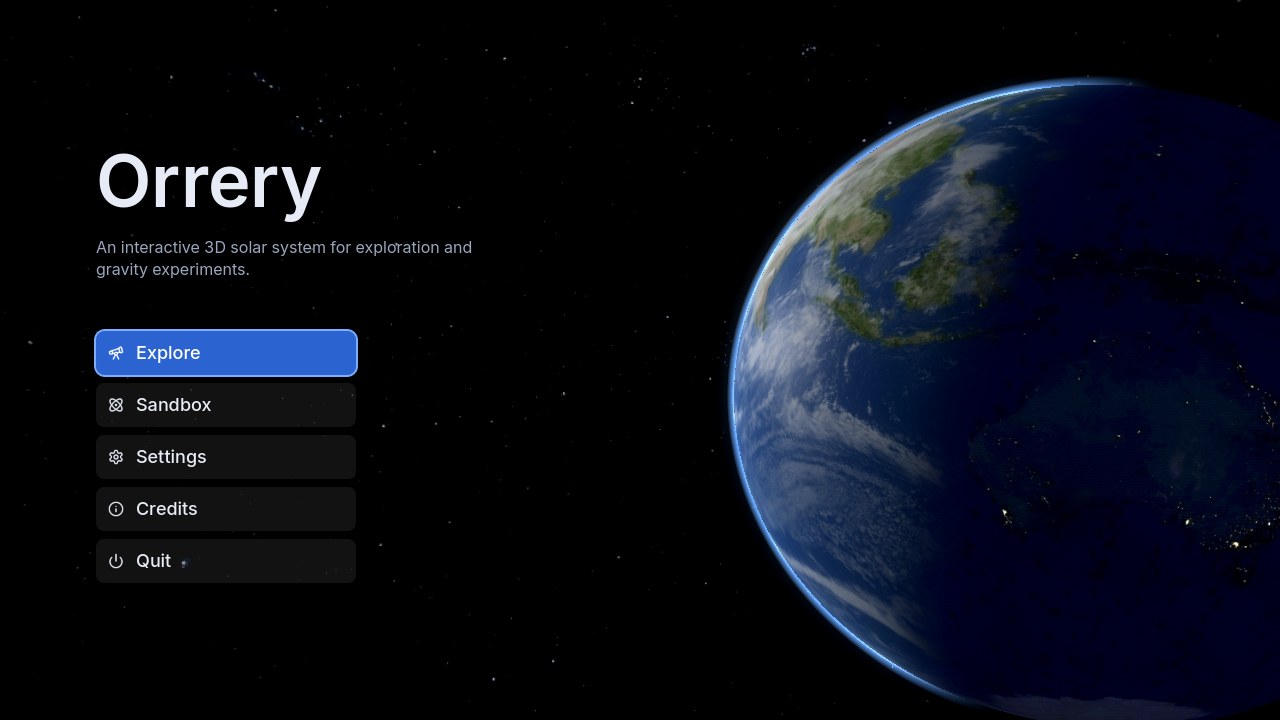 Orrery
An interactive 3D solar system for exploration and
gravity experiments.
Explore
Sandbox
Settings
Credits
Quit